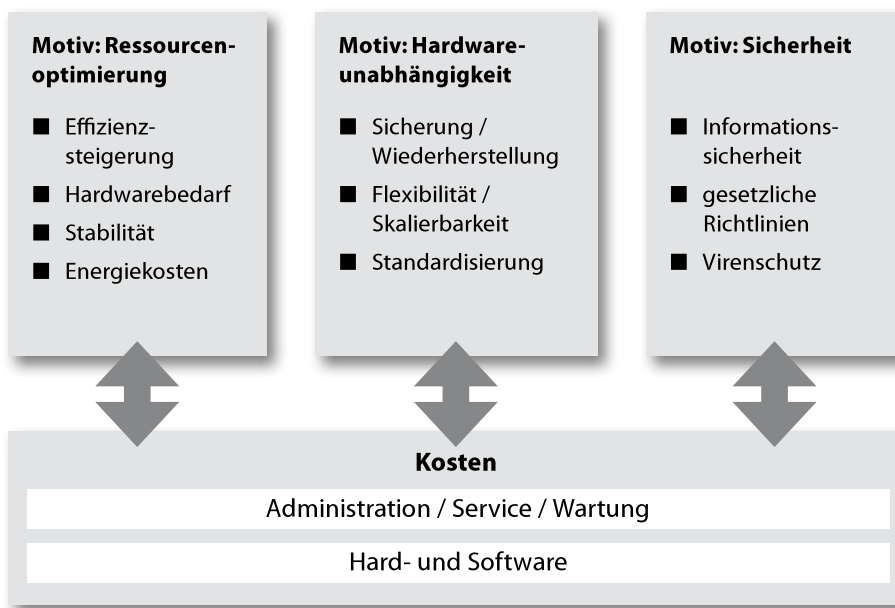 Motiv: Ressourcen-
optimierung
■ Effizienz-
steigerung
■ Hardwarebedarf
■ Stabilität
■ Energiekosten
Motiv: Hardware-
unabhängigkeit
■ Sicherung /
Wiederherstellung
■ Flexibilität /
Skalierbarkeit
■ Standardisierung
Motiv: Sicherheit
■ Informations-
sicherheit
■ gesetzliche
Richtlinien
■ Virenschutz
Kosten
Administration / Service / Wartung
Hard- und Software